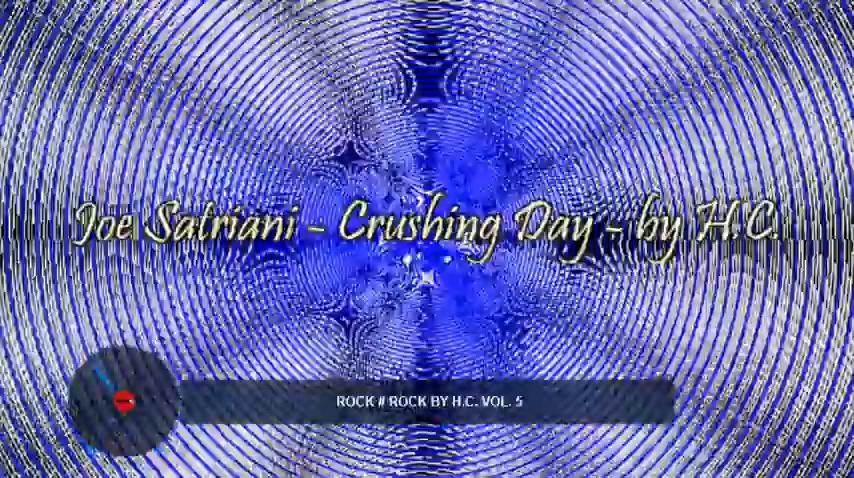 Joe Satriani - Crushing Day - by H.C.
ROCK # ROCK BY H.C. VOL. 5